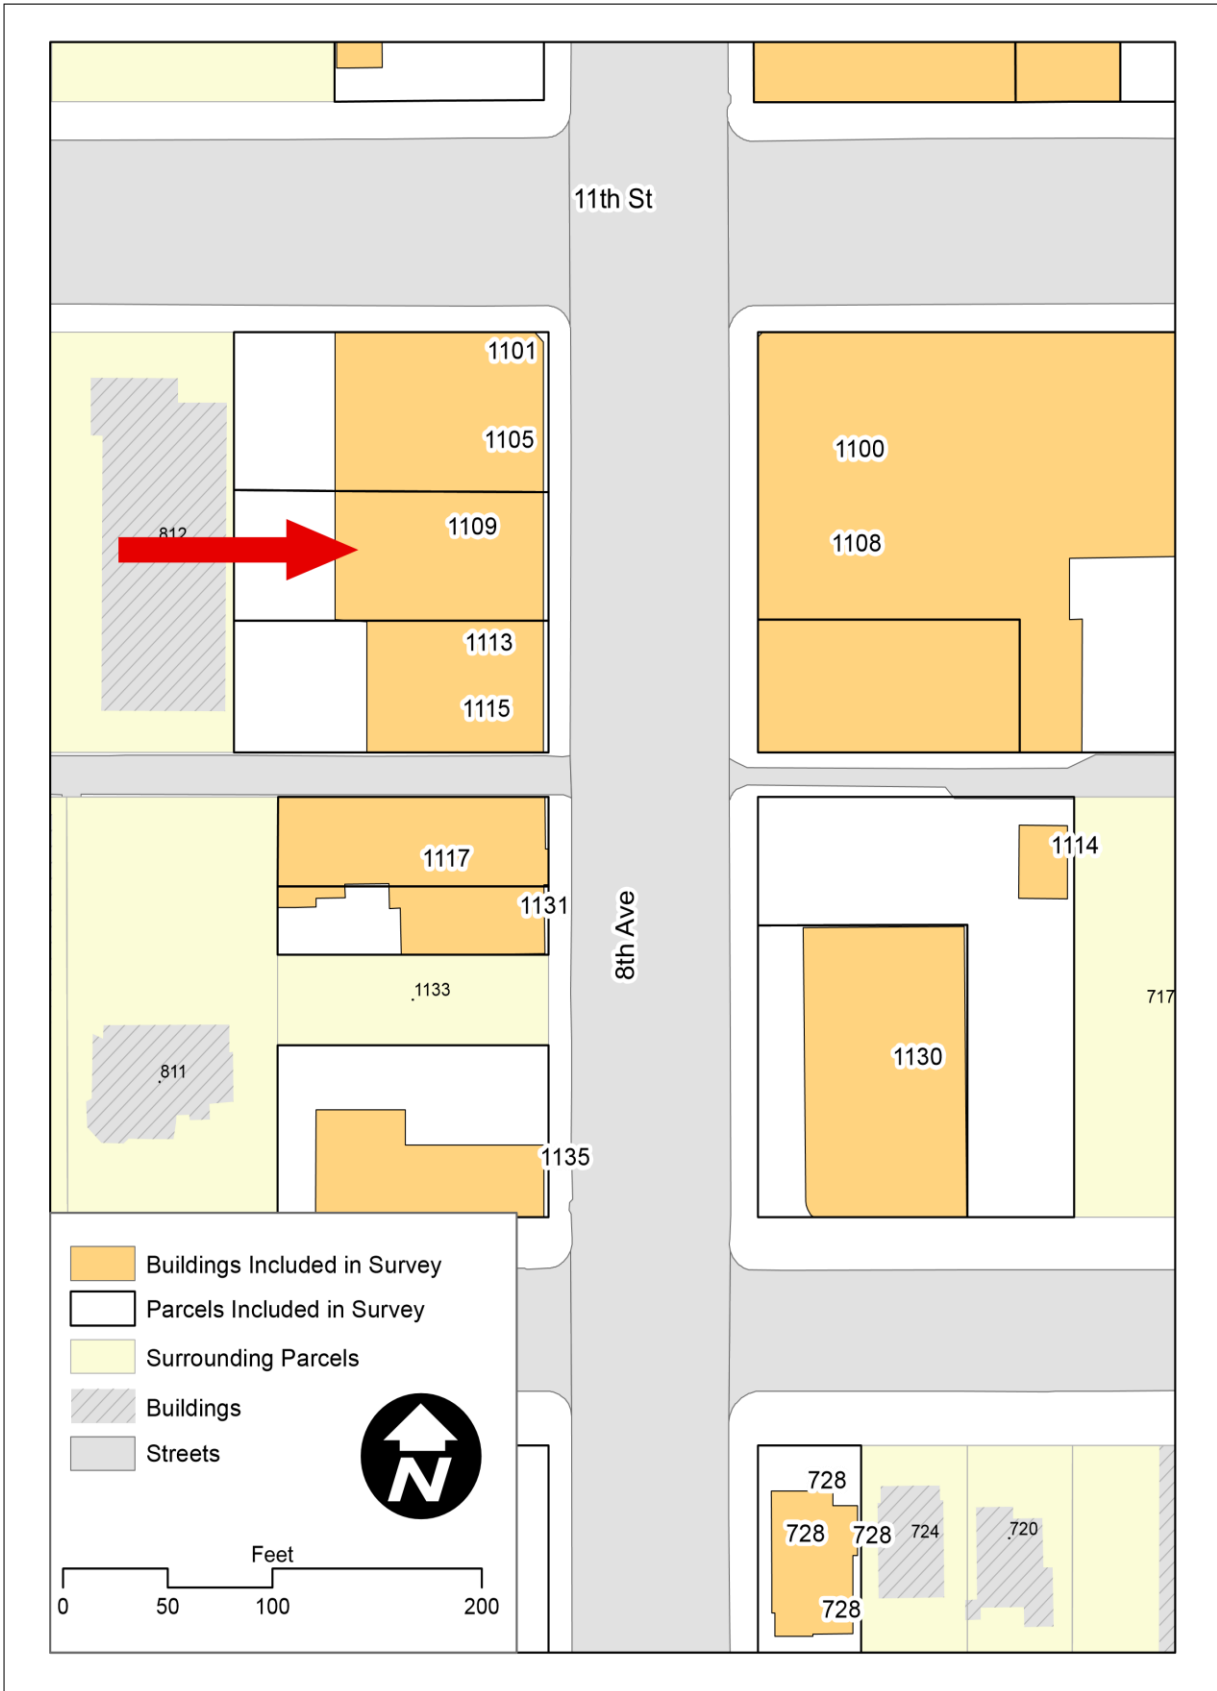 11th St
1101
1105
1100
1109
812
1108
1113
1115
1117
1114
1131
8th Ave
1133
717
811
1130
1135
Buildings Included in Survey
Parcels Included in Survey
Surrounding Parcels
Buildings
Streets
N
Feet
0 50 100 200
728
728 728 724 720
728